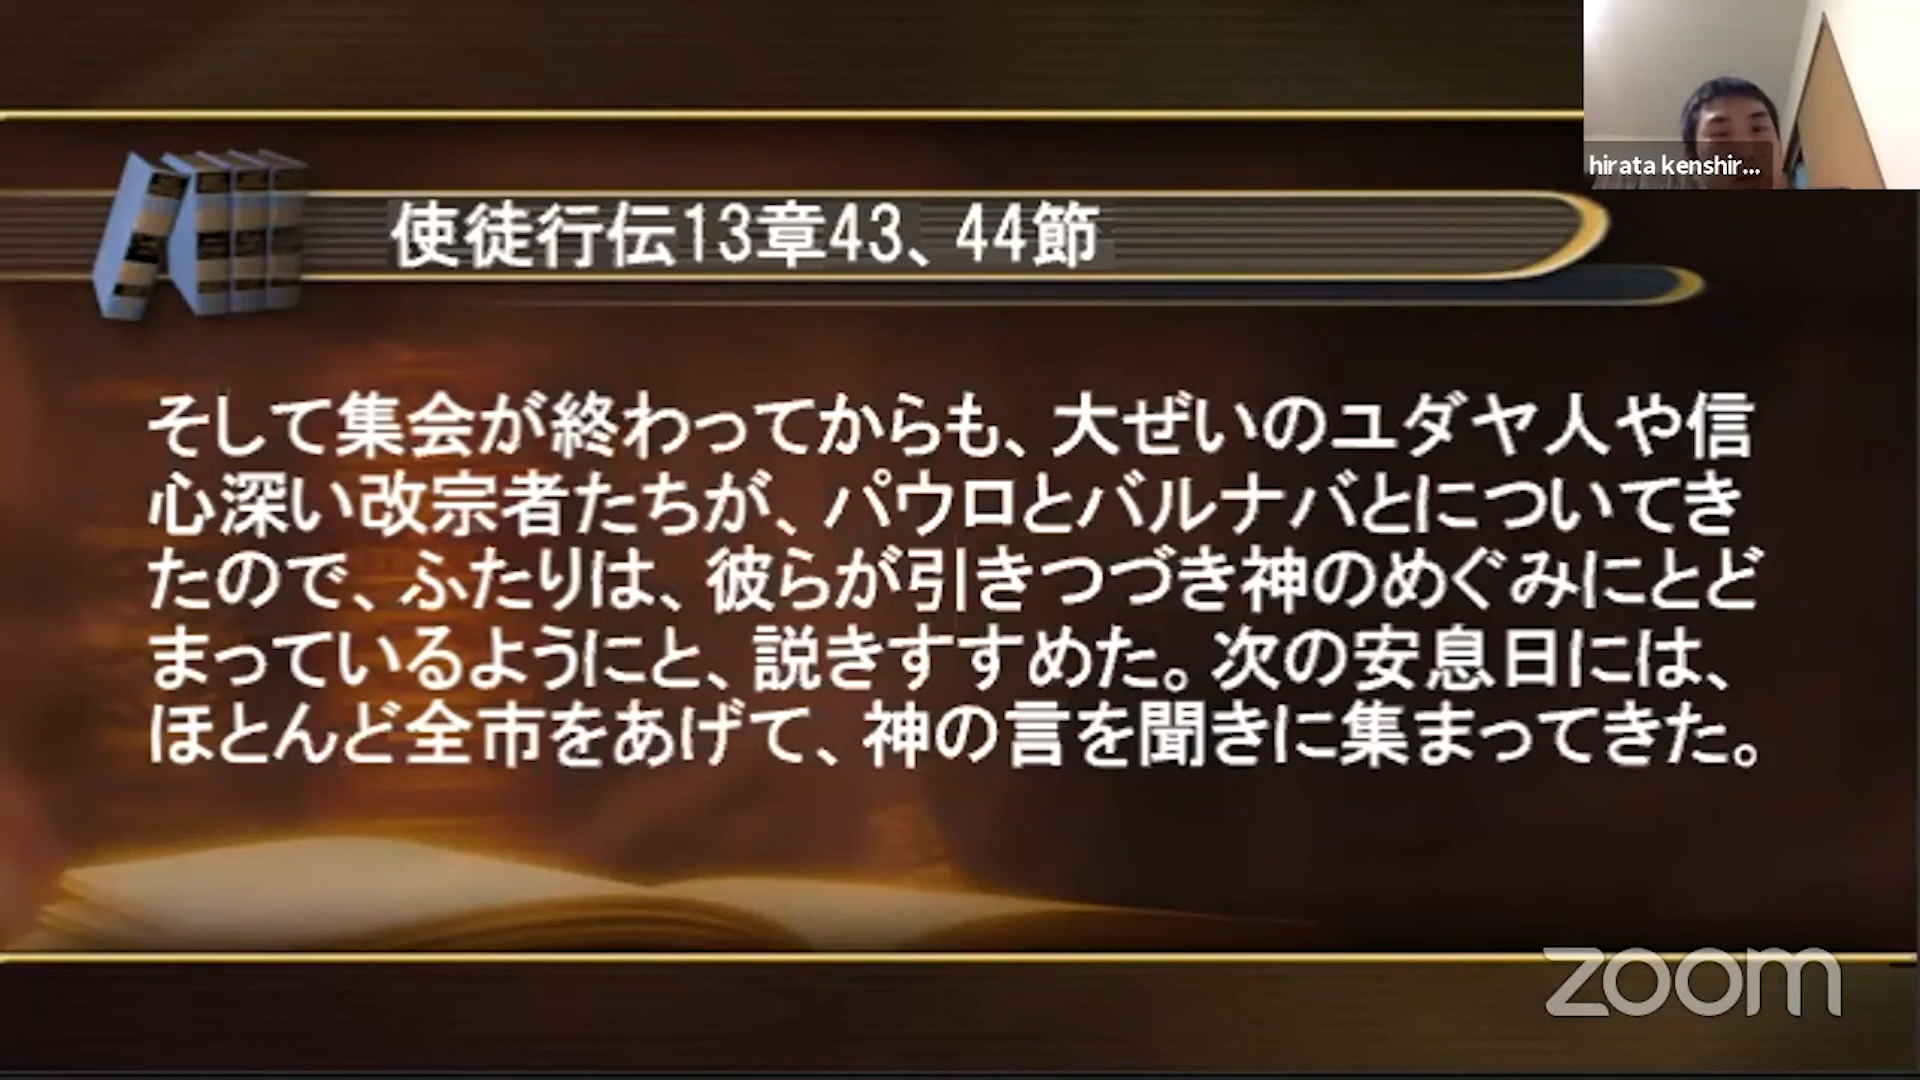 hirata kenshir...
使徒行伝13章43、44節
そして集会が終わってからも、大ぜいのユダヤ人や信
心深い改宗者たちが、パウロとバルナバとについてき
たので、ふたりは、彼らが引きつづき神のめぐみにとど
まっているようにと、説きすすめた。次の安息日には、
ほとんど全市をあげて、神の言を聞きに集まってきた。
zoom